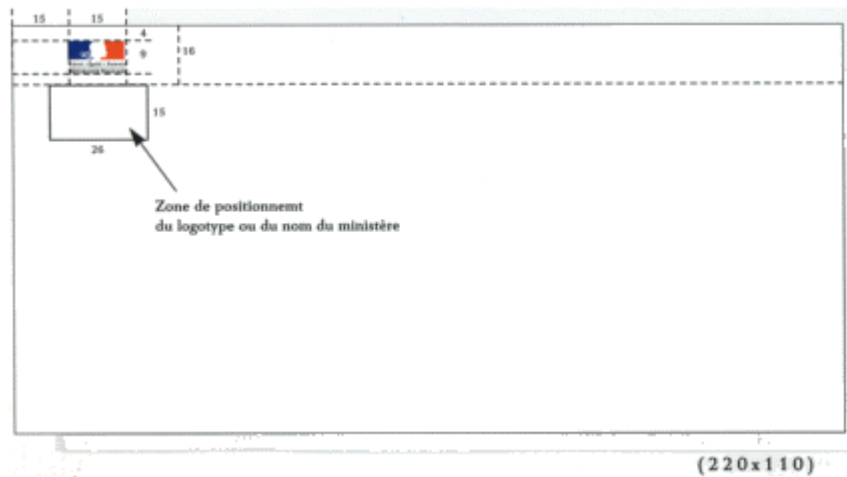 15 15
4
9 16
15
26
Zone de positionnemt
du logotype ou du nom du ministère
(220x110)